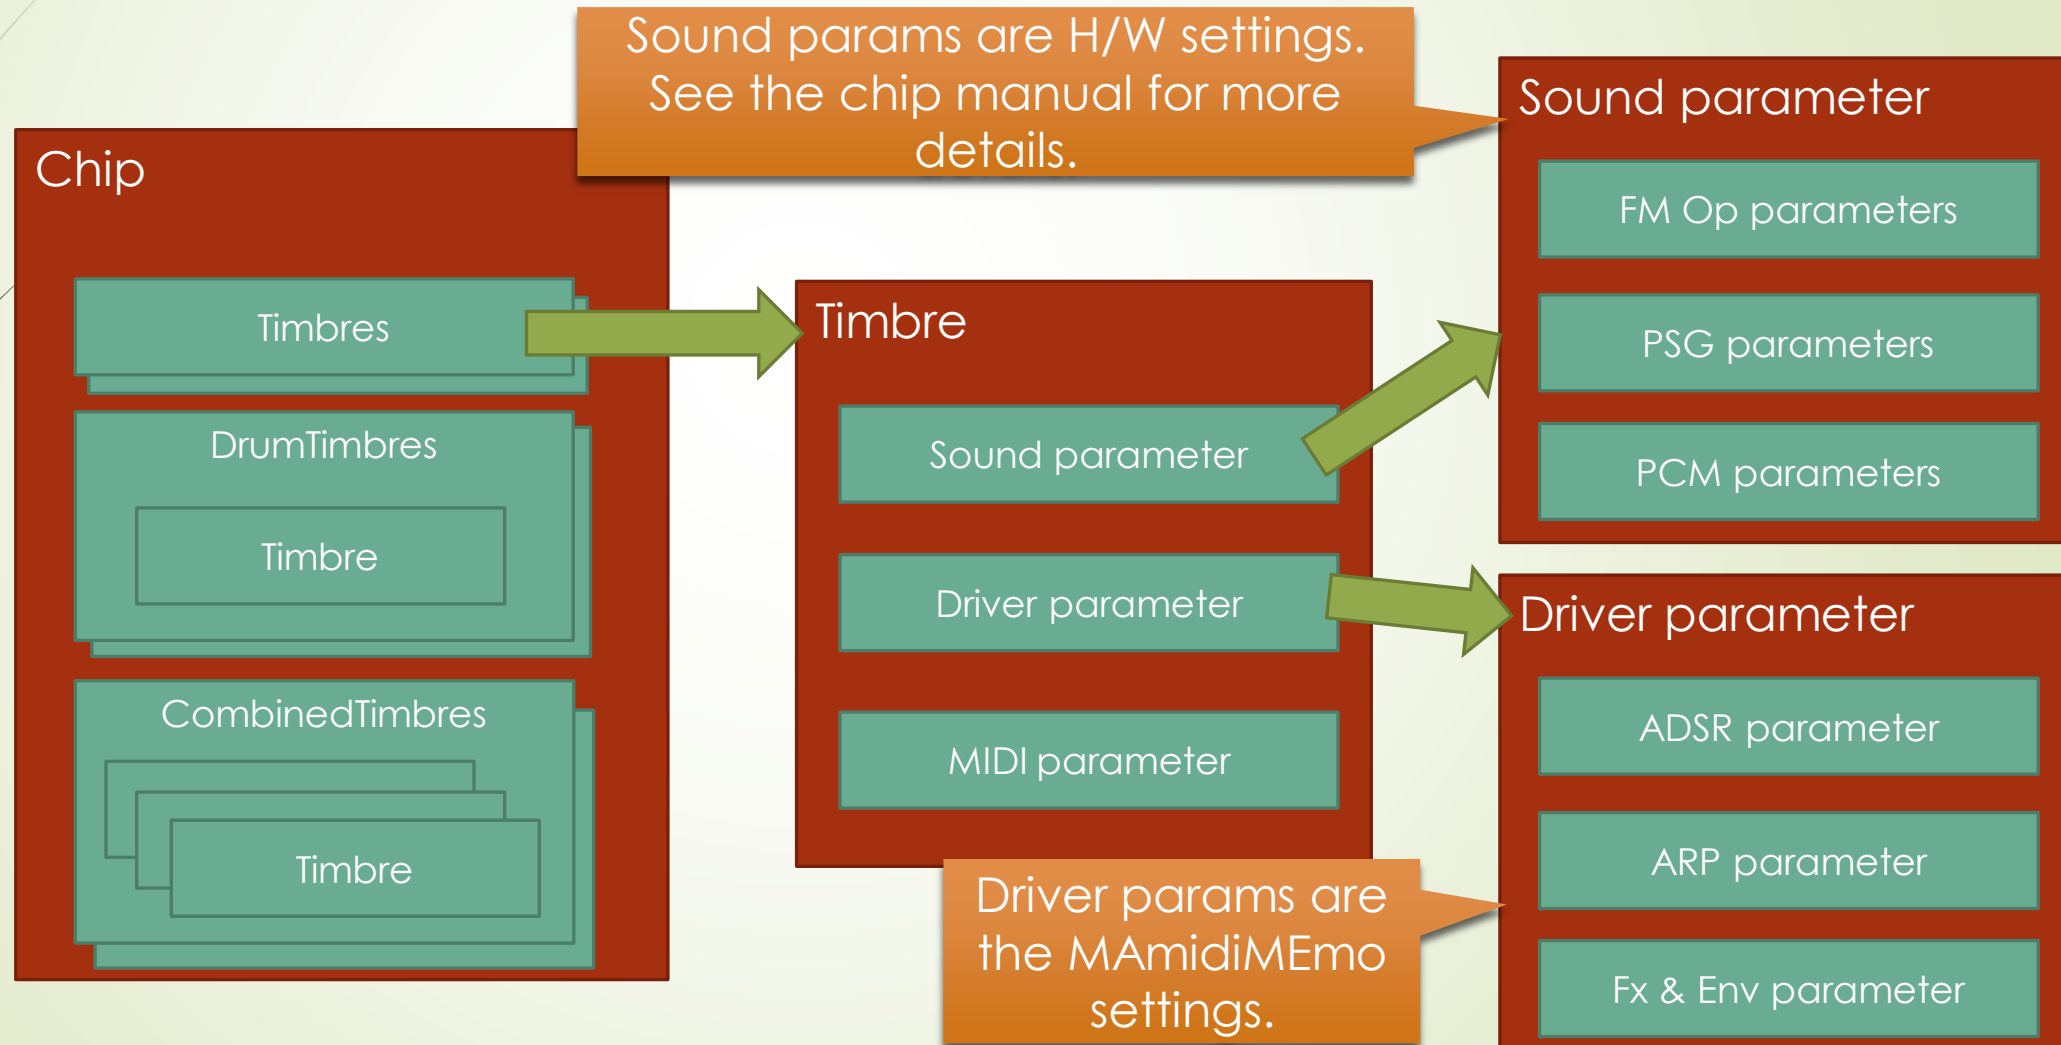 Sound params are H/W settings.
See the chip manual for more
details.
Chip
Timbres
DrumTimbres
Timbre
CombinedTimbres
Timbre
Timbre
Sound parameter
Driver parameter
MIDI parameter
Driver params are
the MAmidiMEmo
settings.
Sound parameter
FM Op parameters
PSG parameters
PCM parameters
Driver parameter
ADSR parameter
ARP parameter
Fx & Env parameter